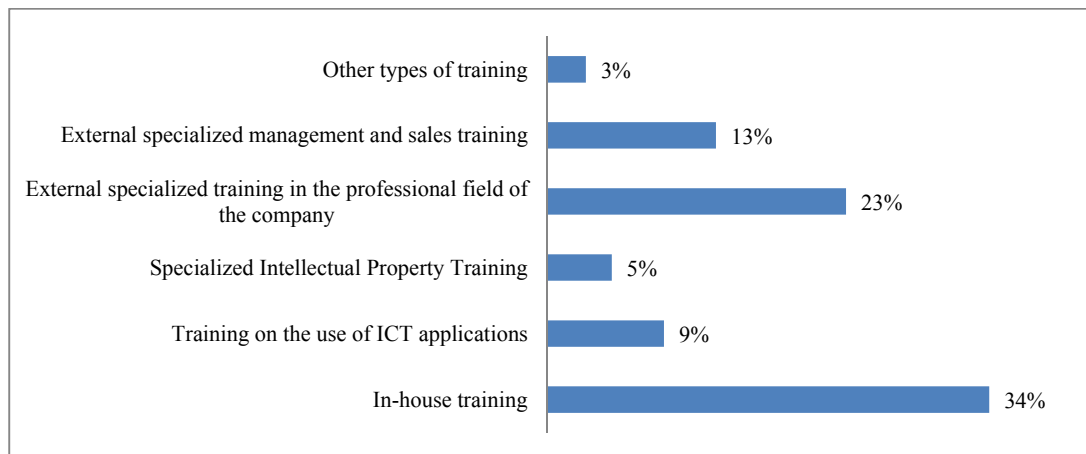 Other types of training
3%
External specialized management and sales training
13%
External specialized training in the professional field of
the company
23%
Specialized Intellectual Property Training
5%
Training on the use of ICT applications
9%
In-house training
34%